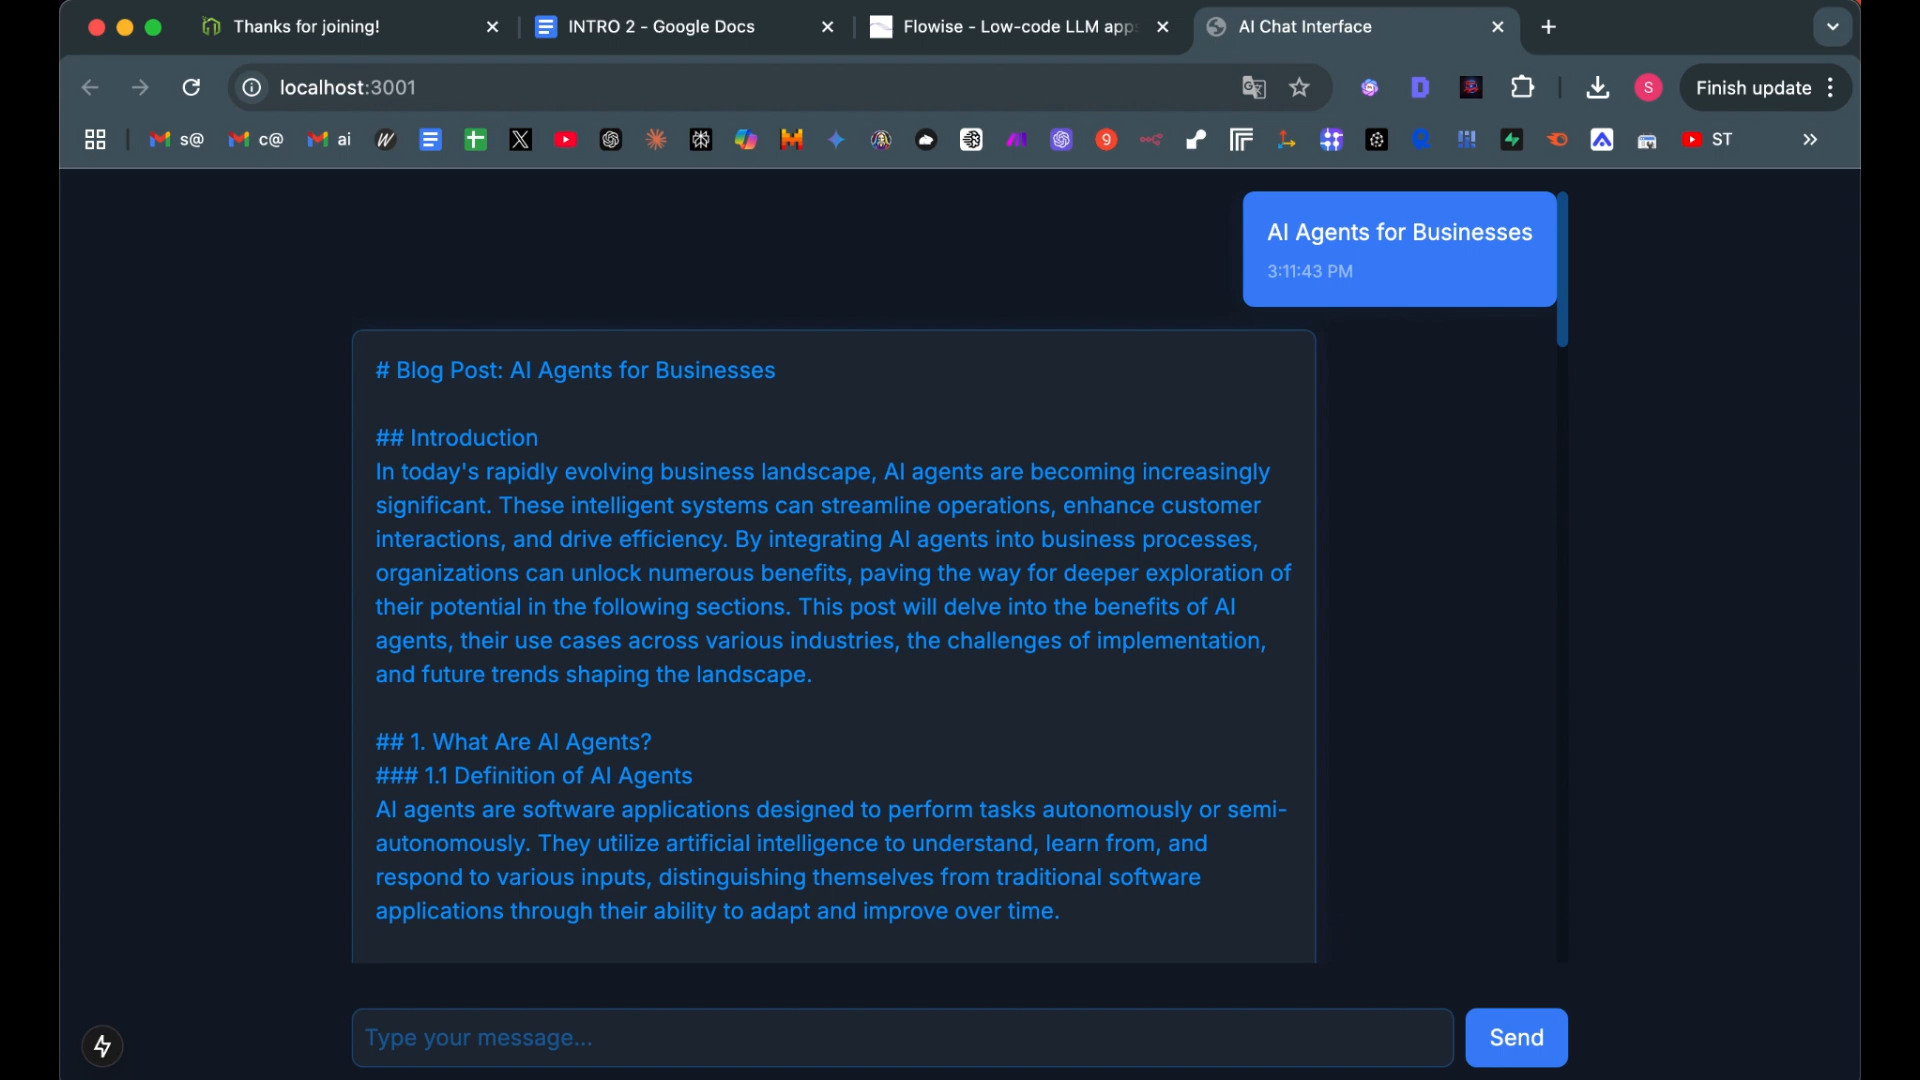 Thanks for joining!
INTRO 2 - Google Docs
Flowise - Low-code LLM apps
AI Chat Interface
localhost:3001
S
Finish update
s@
c@
ai
9
ST
AI Agents for Businesses
3:11:43 PM
# Blog Post: AI Agents for Businesses
## Introduction
In today's rapidly evolving business landscape, AI agents are becoming increasingly
significant. These intelligent systems can streamline operations, enhance customer
interactions, and drive efficiency. By integrating AI agents into business processes,
organizations can unlock numerous benefits, paving the way for deeper exploration of
their potential in the following sections. This post will delve into the benefits of AI
agents, their use cases across various industries, the challenges of implementation,
and future trends shaping the landscape.
## 1. What Are AI Agents?
### 1.1 Definition of AI Agents
AI agents are software applications designed to perform tasks autonomously or semi-
autonomously. They utilize artificial intelligence to understand, learn from, and
respond to various inputs, distinguishing themselves from traditional software
applications through their ability to adapt and improve over time.
Type your message...
Send